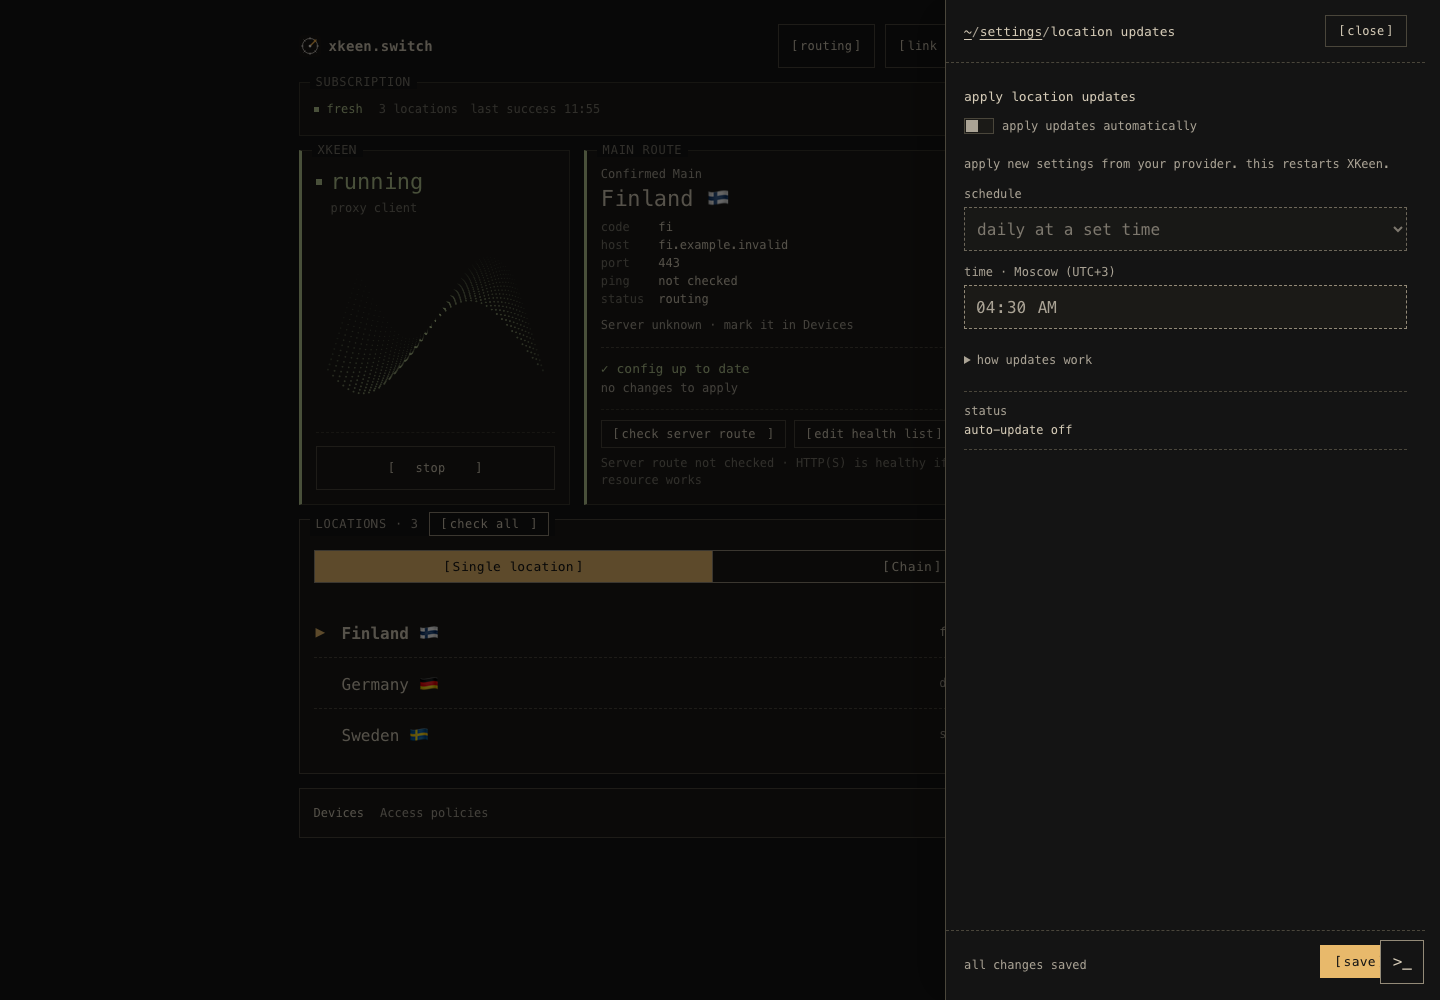 xkeen.switch
[routing]
[link
SUBSCRIPTION
fresh 3 locations last success 11:55
XKEEN
running
proxy client
[ stop ]
MAIN ROUTE
Confirmed Main
Finland
code fi
host fi.example.invalid
port 443
ping not checked
status routing
Server unknown · mark it in Devices
✓ config up to date
no changes to apply
[check server route ] [edit health list]
Server route not checked · HTTP(S) is healthy if
resource works
LOCATIONS · 3 [check all ]
[Single location] [Chain]
▶ Finland
Germany
Sweden
Devices Access policies
~/settings/location updates
[close]
apply location updates
apply updates automatically
apply new settings from your provider. this restarts XKeen.
schedule
daily at a set time
time · Moscow (UTC+3)
04:30 AM
▶ how updates work
status
auto-update off
all changes saved
[save
>_